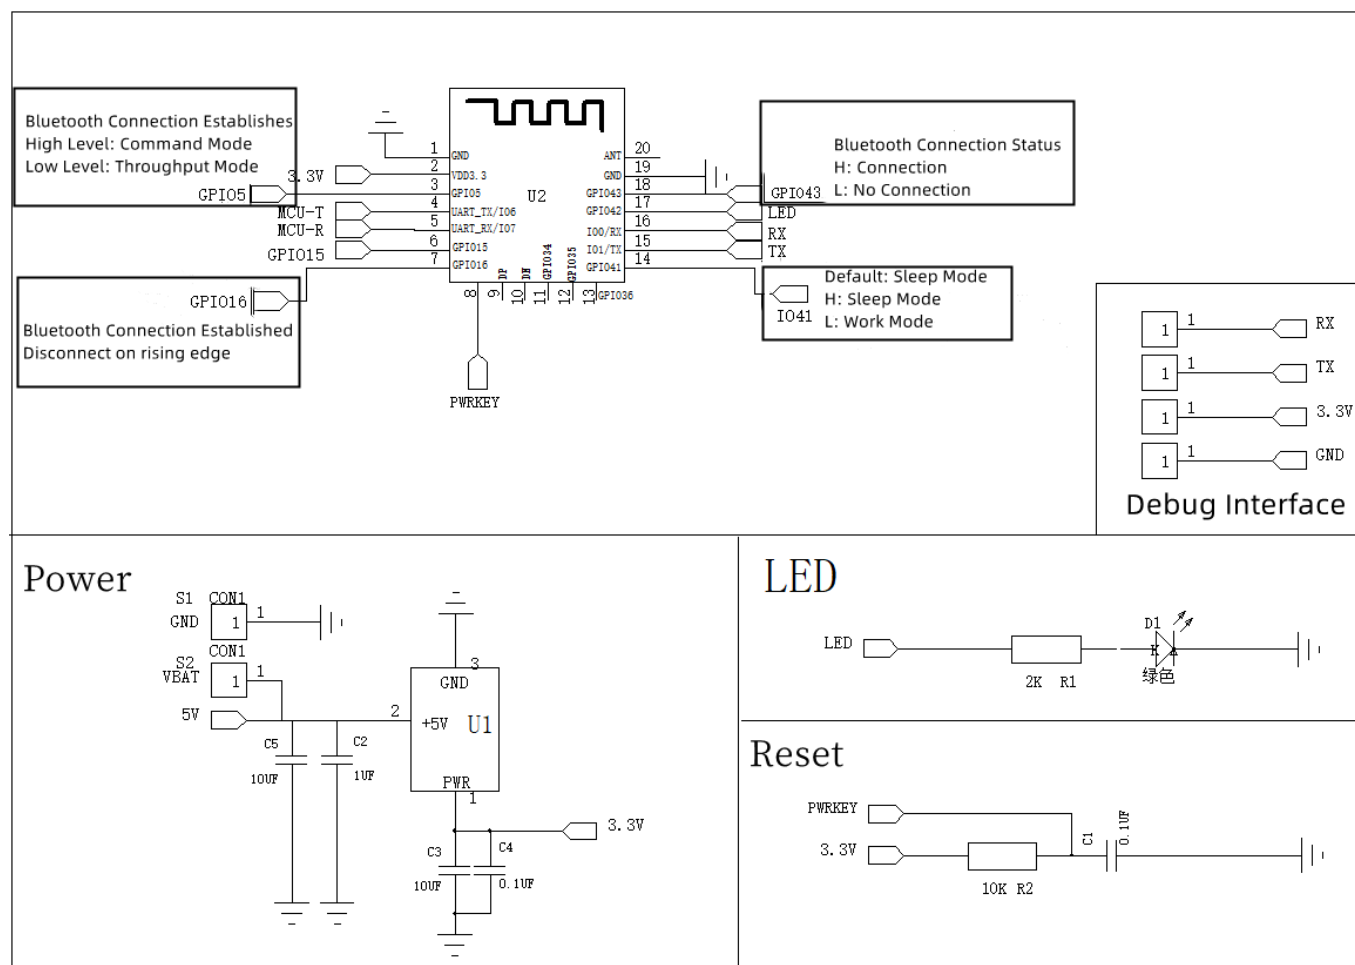 Bluetooth Connection Establishes
High Level: Command Mode
Low Level: Throughput Mode
3.3V
GPIO5
MCU-T
MCU-R
GPIO15
GPIO16
Bluetooth Connection Established
Disconnect on rising edge
1
2
3
4
5
6
7
GND
VDD3.3
GPIO5
UART_TX/IO6
UART_RX/IO7
GPIO15
GPIO16
U2
ANT
GND
GPIO43
GPIO42
IO0/RX
IO1/TX
GPIO41
DP
DN
GPIO34
GPIO35
GPIO36
8
9
10
11
12
13
PWRKEY
20
19
18
17
16
15
14
Bluetooth Connection Status
H: Connection
L: No Connection
GPIO43
LED
RX
TX
Default: Sleep Mode
H: Sleep Mode
L: Work Mode
IO41
1 1 RX
1 1 TX
1 1 3.3V
1 1 GND
Debug Interface
Power
S1 CON1
GND 1 1
CON1
S2
VBAT 1 1
5V
C5
10UF
C2
1UF
2
3
GND
+5V U1
PWR
1
3.3V
C3
10UF
C4
0.1UF
LED
LED
2K R1
D1
K A
绿色
Reset
PWRKEY
3.3V
10K R2
C1
0.1UF